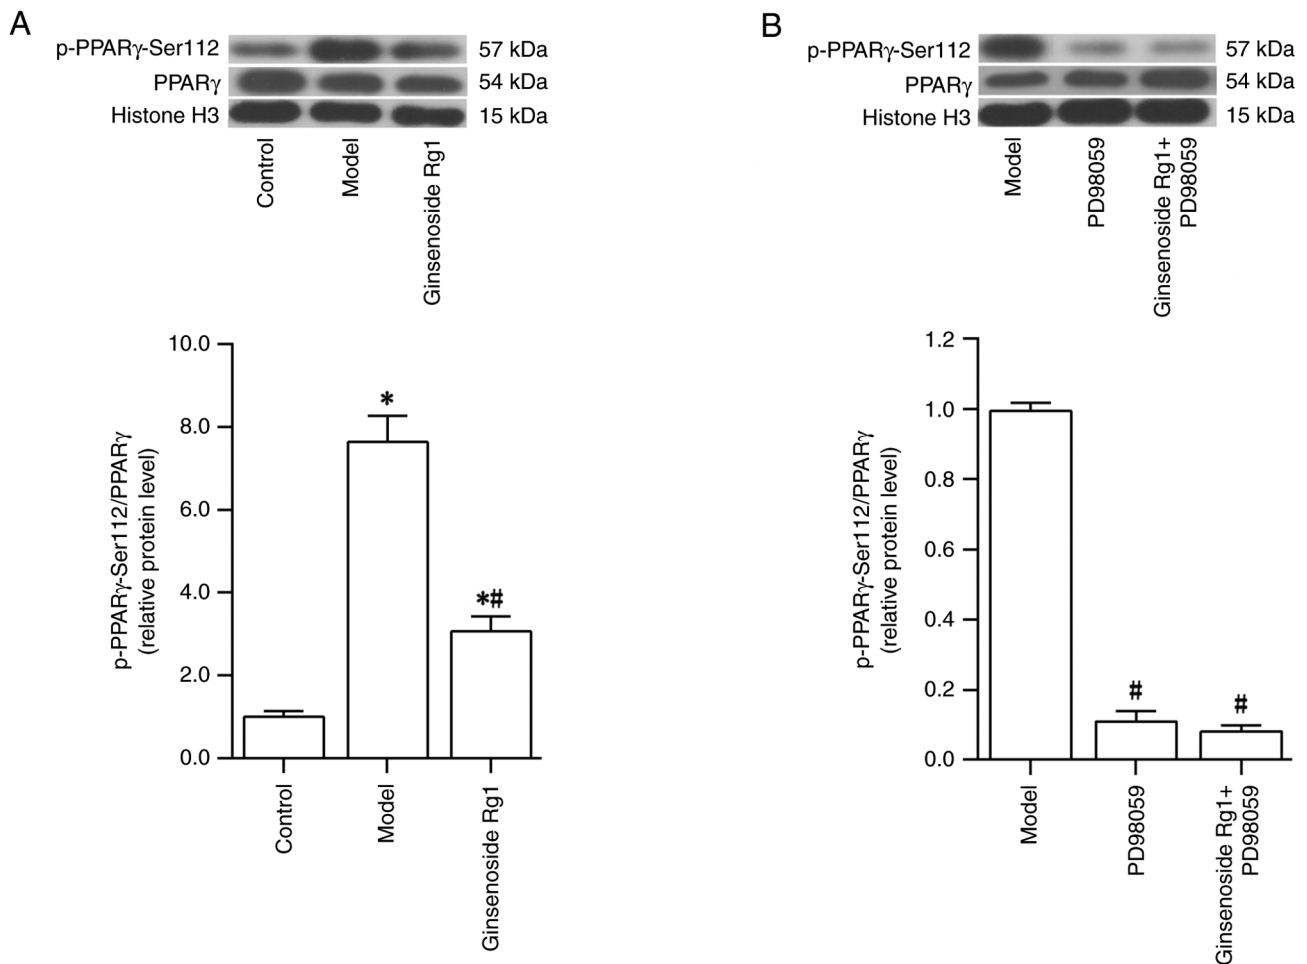 A
p-PPARγ-Ser112 57 kDa
PPARγ 54 kDa
Histone H3 15 kDa
Control
Model
Ginsenoside Rg1
10.0
8.0
6.0
4.0
2.0
0.0
p-PPARγ-Ser112/PPARγ
(relative protein level)
*
*#
Control
Model
Ginsenoside Rg1
B
p-PPARγ-Ser112 57 kDa
PPARγ 54 kDa
Histone H3 15 kDa
Model
PD98059
Ginsenoside Rg1+
PD98059
1.2
1.0
0.8
0.6
0.4
0.2
0.0
p-PPARγ-Ser112/PPARγ
(relative protein level)
#
#
Model
PD98059
Ginsenoside Rg1+
PD98059